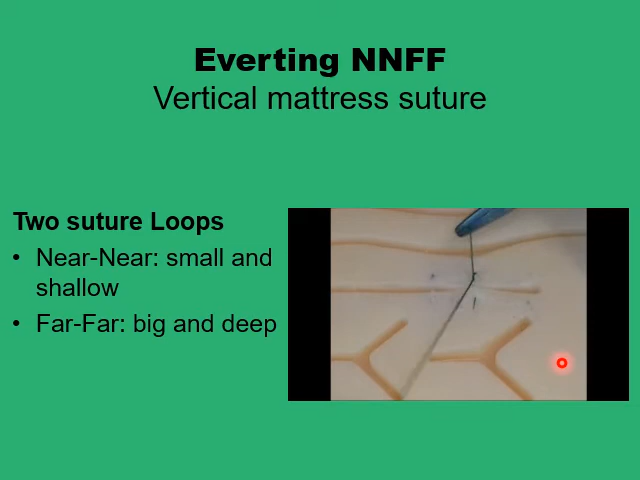 Everting NNFF
Vertical mattress suture
Two suture Loops
• Near-Near: small and
shallow
• Far-Far: big and deep